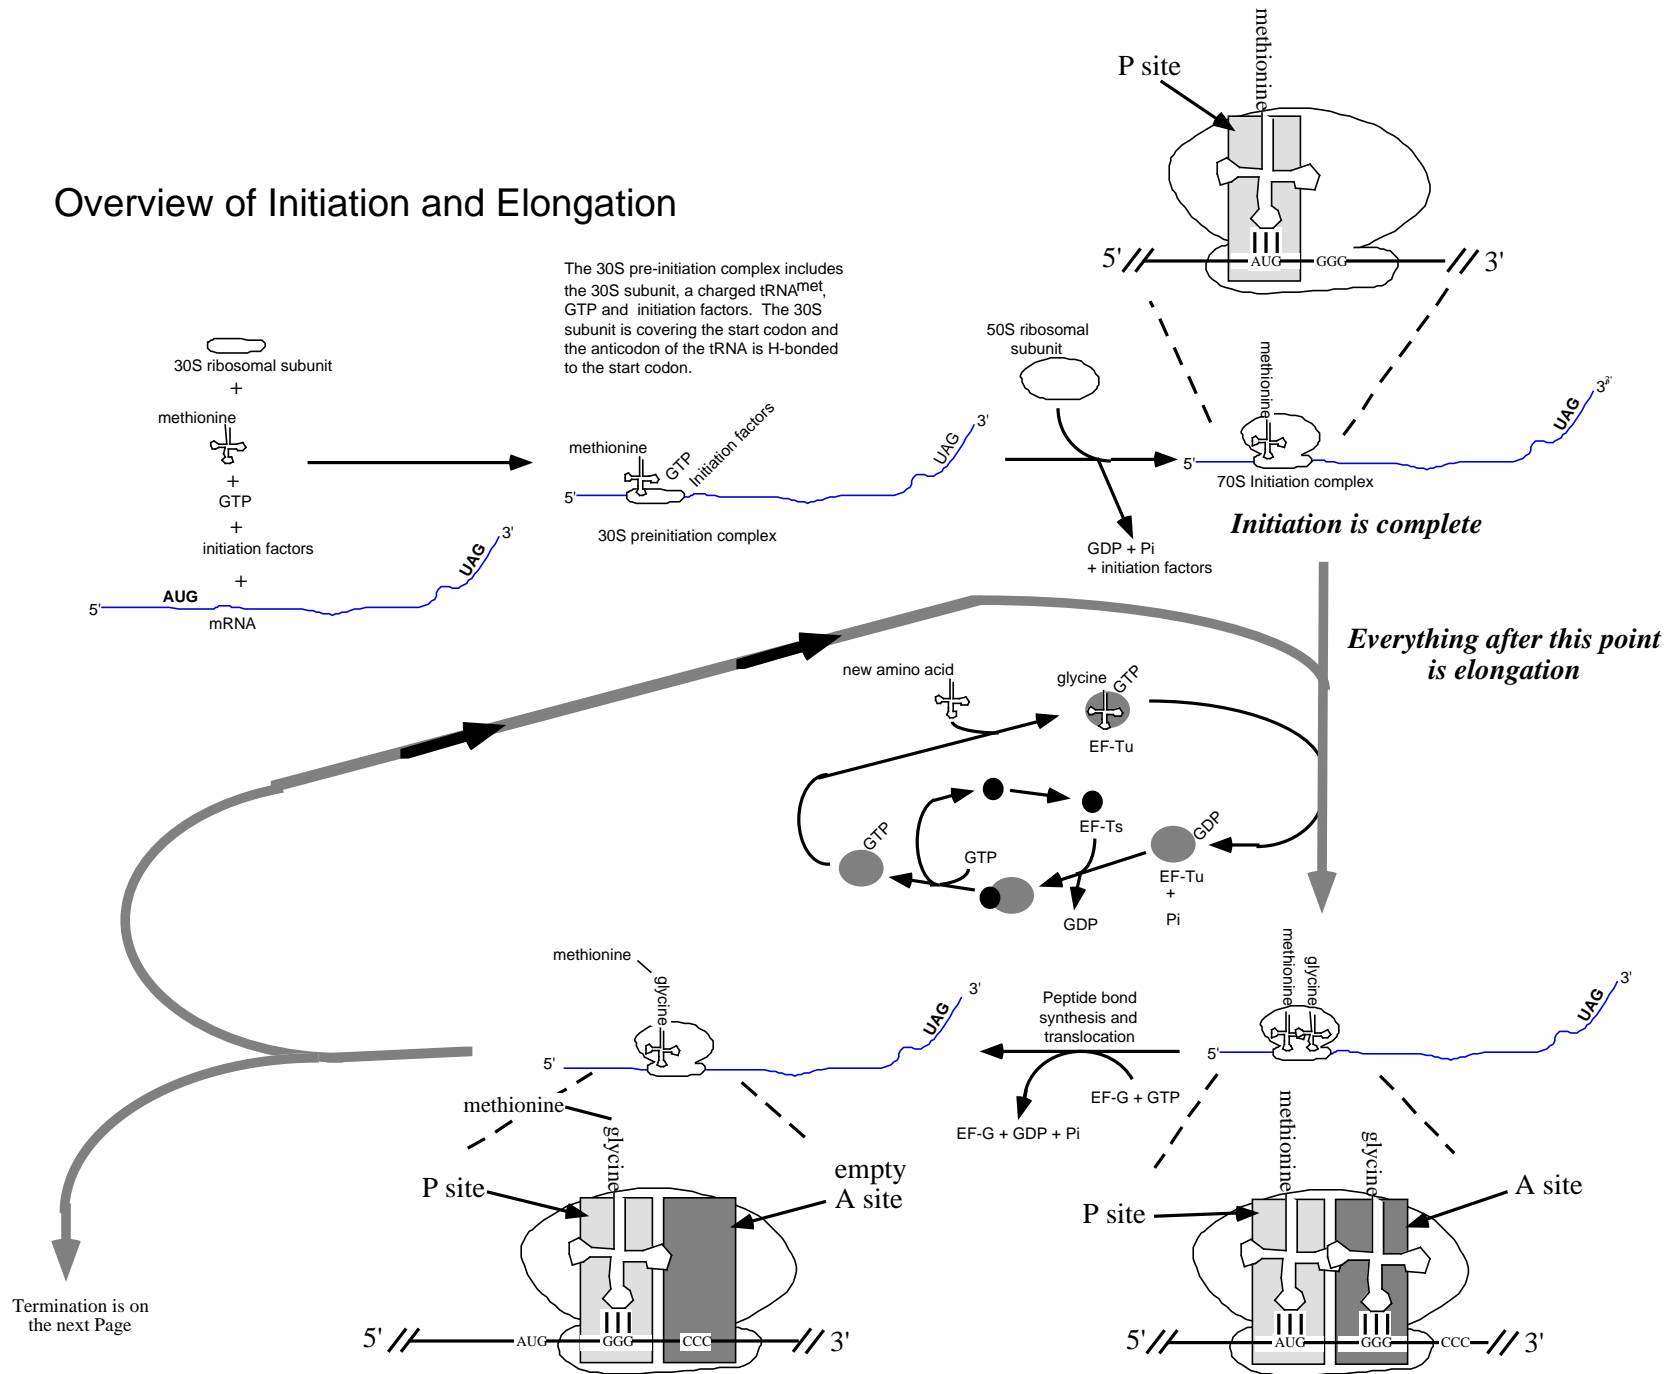 Overview of Initiation and Elongation
The 30S pre-initiation complex includes
the 30S subunit, a charged tRNAmet,
GTP and initiation factors. The 30S
subunit is covering the start codon and
the anticodon of the tRNA is H-bonded
to the start codon.
30S ribosomal subunit
+
methionine
+
GTP
+
initiation factors
+
AUG
UAG
5'
3'
mRNA
methionine
GTP
Initiation factors
UAG
5'
3'
30S preinitiation complex
50S ribosomal
subunit
GDP + Pi
+ initiation factors
methionine
P site
5'
AUG
GGG
3'
methionine
5'
UAG
3'
70S Initiation complex
Initiation is complete
Everything after this point
is elongation
new amino acid
glycine
GTP
EF-Tu
EF-Ts
GDP
EF-Tu
+
Pi
GTP
GTP
GDP
methionine
glycine
5'
UAG
3'
Peptide bond
synthesis and
translocation
EF-G + GTP
EF-G + GDP + Pi
methionine
glycine
5'
UAG
3'
methionine
glycine
P site
empty
A site
5'
AUG
GGG
CCC
3'
methionine
glycine
P site
A site
5'
AUG
GGG
CCC
3'
Termination is on
the next Page